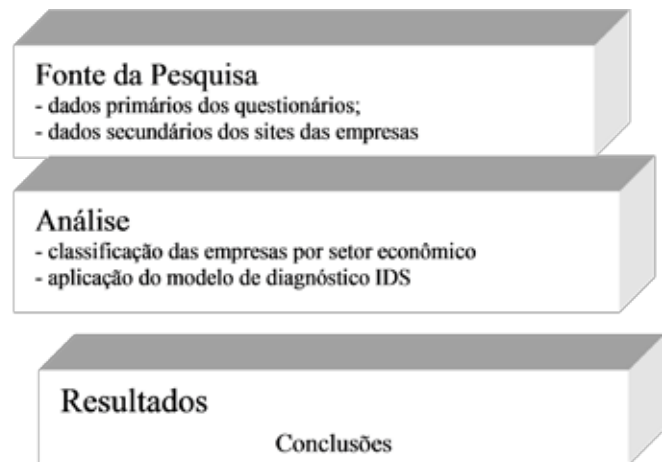 Fonte da Pesquisa
- dados primários dos questionários;
- dados secundários dos sites das empresas
Análise
- classificação das empresas por setor econômico
- aplicação do modelo de diagnóstico IDS
Resultados
Conclusões